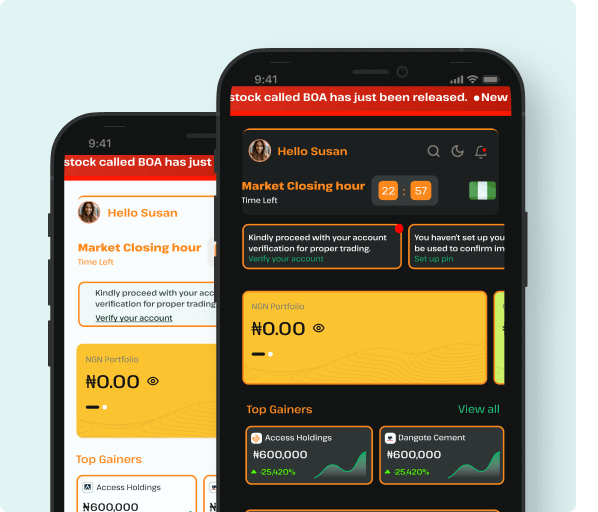 9:41
stock called BOA has just
Hello Susan
Market Closing hour
Time Left
Kindly proceed with your acc
verification for proper trading.
Verify your account
NGN Portfolio
₦0.00
Top Gainers
Access Holdings
₦600,000
9:41
stock called BOA has just been released. ●New
Hello Susan
Market Closing hour
22 : 57
Time Left
Kindly proceed with your account
verification for proper trading.
Verify your account
You haven't set up you
be used to confirm im
Set up pin
NGN Portfolio
₦0.00
Top Gainers
View all
Access Holdings
₦600,000
-25,420%
Dangote Cement
₦600,000
-25,420%